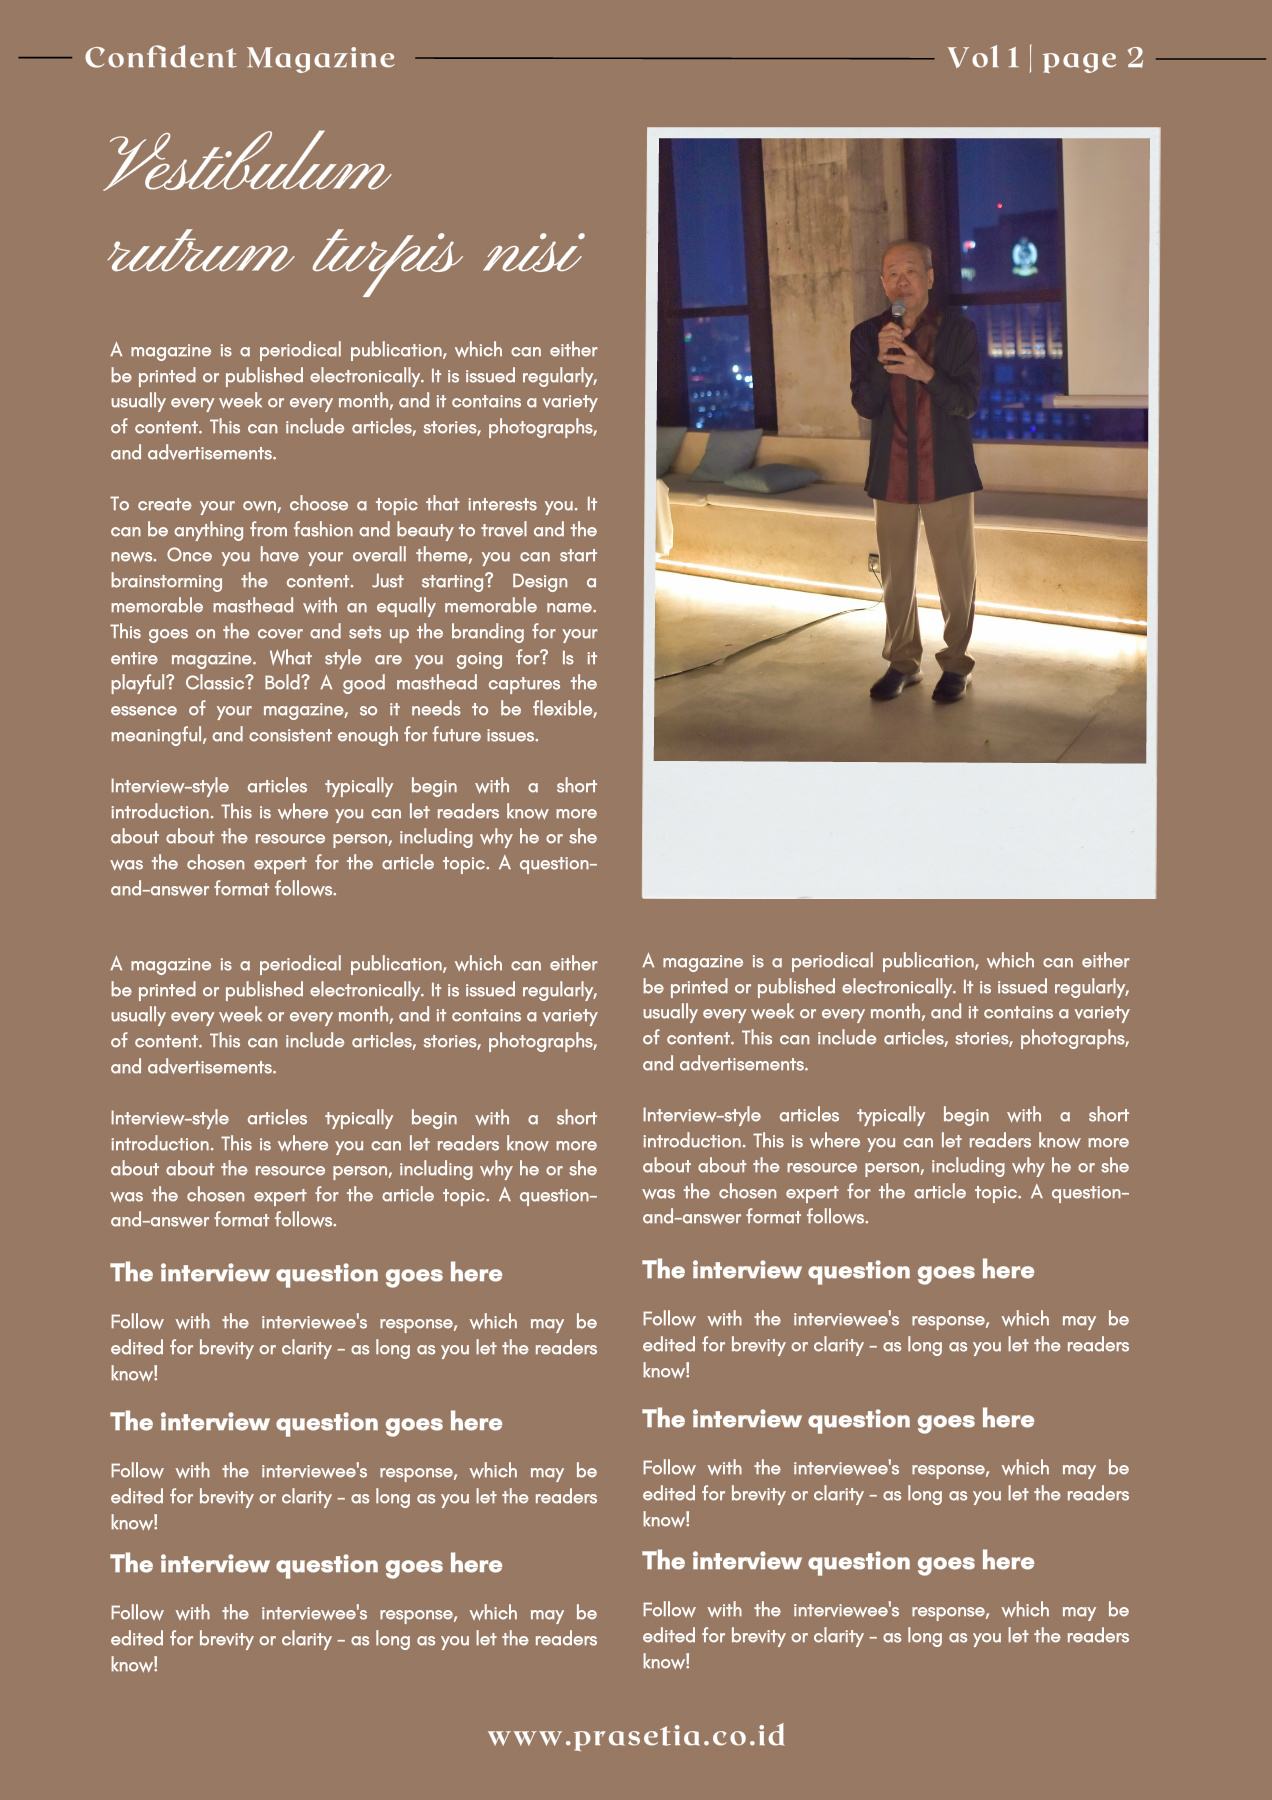 Confident Magazine
Vol 1 | page 2
Vestibulum
rutrum turpis nisi
A magazine is a periodical publication, which can either
be printed or published electronically. It is issued regularly,
usually every week or every month, and it contains a variety
of content. This can include articles, stories, photographs,
and advertisements.
To create your own, choose a topic that interests you. It
can be anything from fashion and beauty to travel and the
news. Once you have your overall theme, you can start
brainstorming the content. Just starting? Design a
memorable masthead with an equally memorable name.
This goes on the cover and sets up the branding for your
entire magazine. What style are you going for? Is it
playful? Classic? Bold? A good masthead captures the
essence of your magazine, so it needs to be flexible,
meaningful, and consistent enough for future issues.
Interview-style articles typically begin with a short
introduction. This is where you can let readers know more
about about the resource person, including why he or she
was the chosen expert for the article topic. A question-
and-answer format follows.
A magazine is a periodical publication, which can either
be printed or published electronically. It is issued regularly,
usually every week or every month, and it contains a variety
of content. This can include articles, stories, photographs,
and advertisements.
Interview-style articles typically begin with a short
introduction. This is where you can let readers know more
about about the resource person, including why he or she
was the chosen expert for the article topic. A question-
and-answer format follows.
The interview question goes here
Follow with the interviewee's response, which may be
edited for brevity or clarity - as long as you let the readers
know!
The interview question goes here
Follow with the interviewee's response, which may be
edited for brevity or clarity - as long as you let the readers
know!
The interview question goes here
Follow with the interviewee's response, which may be
edited for brevity or clarity - as long as you let the readers
know!
A magazine is a periodical publication, which can either
be printed or published electronically. It is issued regularly,
usually every week or every month, and it contains a variety
of content. This can include articles, stories, photographs,
and advertisements.
Interview-style articles typically begin with a short
introduction. This is where you can let readers know more
about about the resource person, including why he or she
was the chosen expert for the article topic. A question-
and-answer format follows.
The interview question goes here
Follow with the interviewee's response, which may be
edited for brevity or clarity - as long as you let the readers
know!
The interview question goes here
Follow with the interviewee's response, which may be
edited for brevity or clarity - as long as you let the readers
know!
The interview question goes here
Follow with the interviewee's response, which may be
edited for brevity or clarity - as long as you let the readers
know!
www.prasetia.co.id